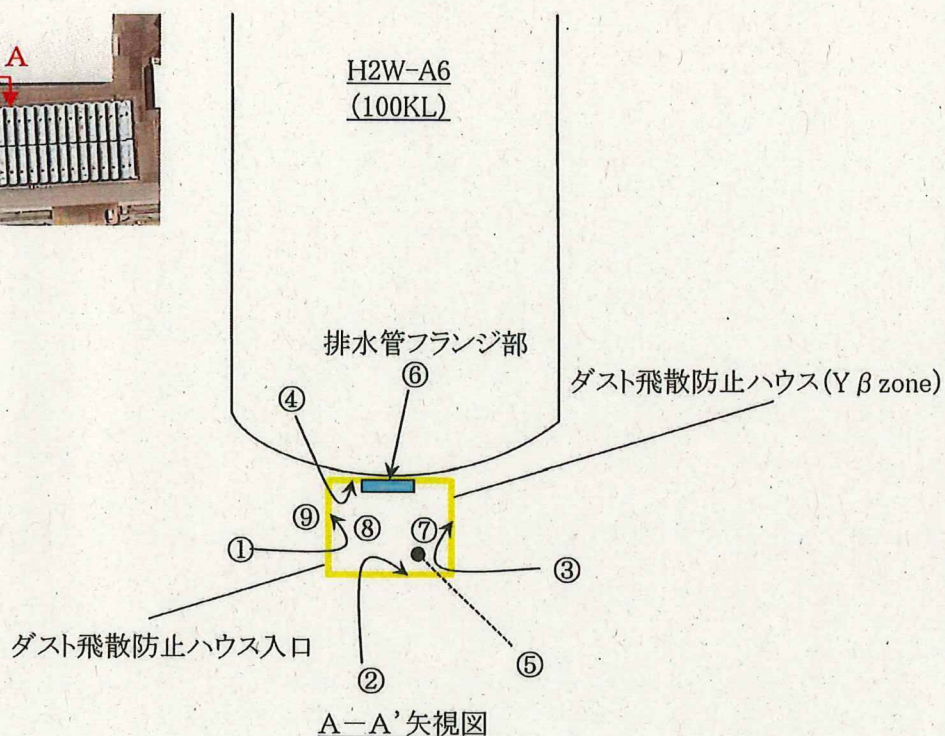 A
H2W-A6
(100KL)
排水管フランジ部
⑥
ダスト飛散防止ハウス(Yβzone)
④
⑨
⑧
⑦
①
③
ダスト飛散防止ハウス入口
②
⑤
A-A'矢視図